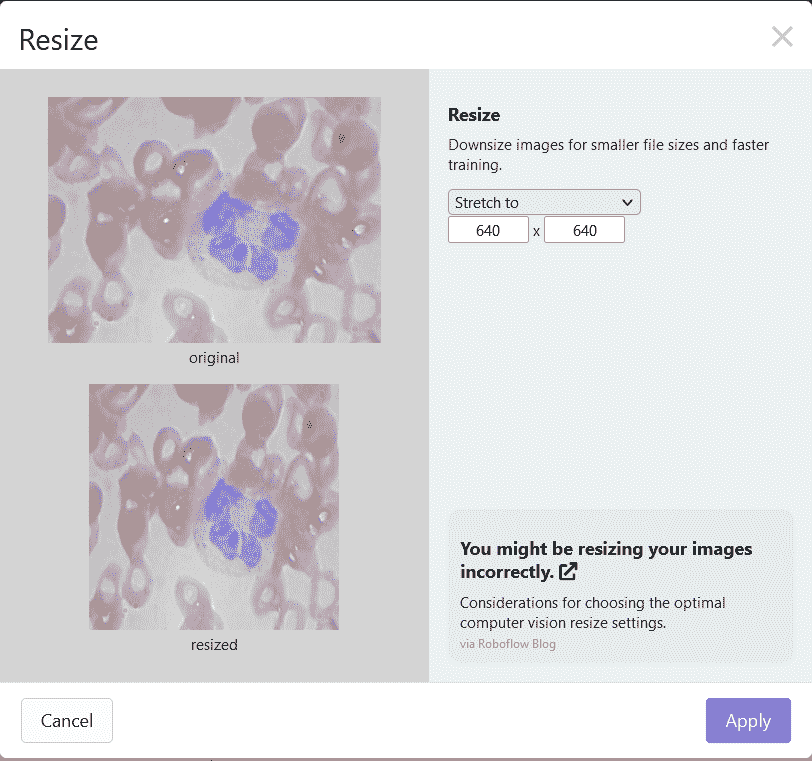 Resize
original
resized
Resize
Downsize images for smaller file sizes and faster
training.
Stretch to
640 x 640
You might be resizing your images
incorrectly.
Considerations for choosing the optimal
computer vision resize settings.
via Roboflow Blog
Cancel
Apply